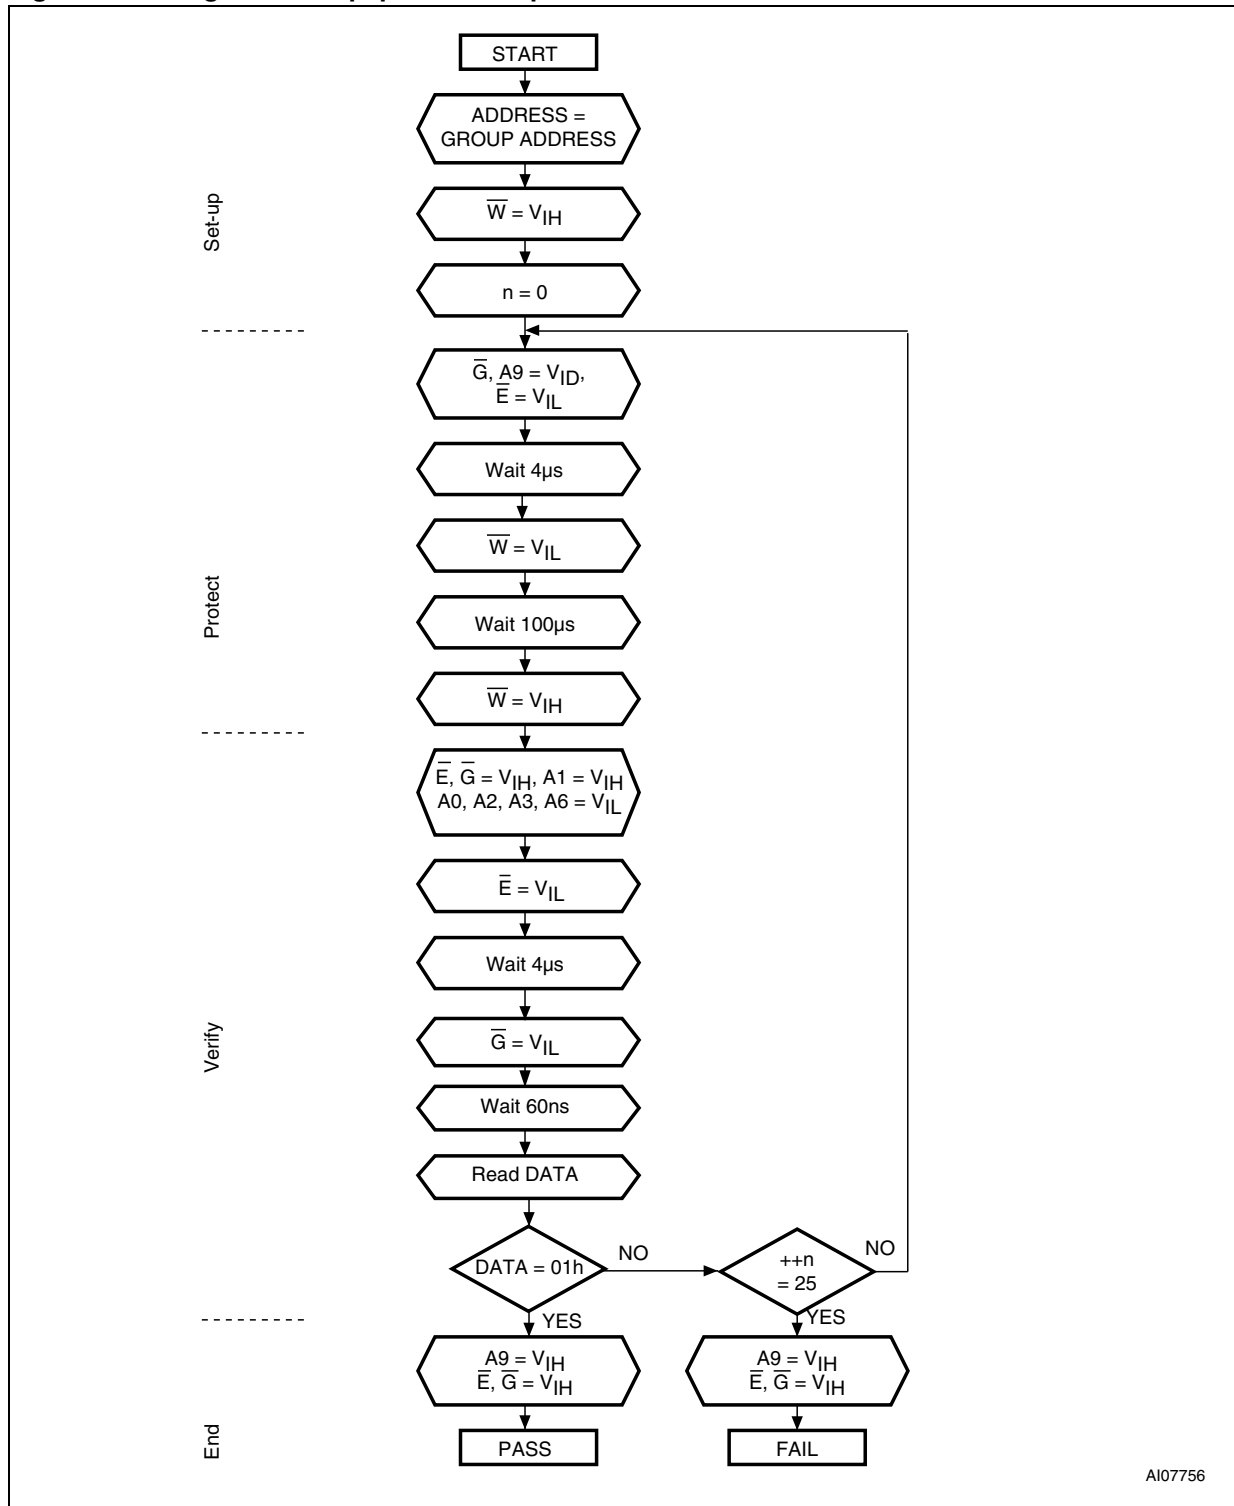 START
ADDRESS =
GROUP ADDRESS
W̅ = VIH
n = 0
Set-up
G̅, A9 = VID,
E̅ = VIL
Wait 4µs
W̅ = VIL
Wait 100µs
W̅ = VIH
Protect
E̅, G̅ = VIH, A1 = VIH
A0, A2, A3, A6 = VIL
E̅ = VIL
Wait 4µs
G̅ = VIL
Wait 60ns
Read DATA
Verify
DATA = 01h
NO
++n
= 25
NO
YES
YES
A9 = VIH
E̅, G̅ = VIH
A9 = VIH
E̅, G̅ = VIH
End
PASS
FAIL
AI07756